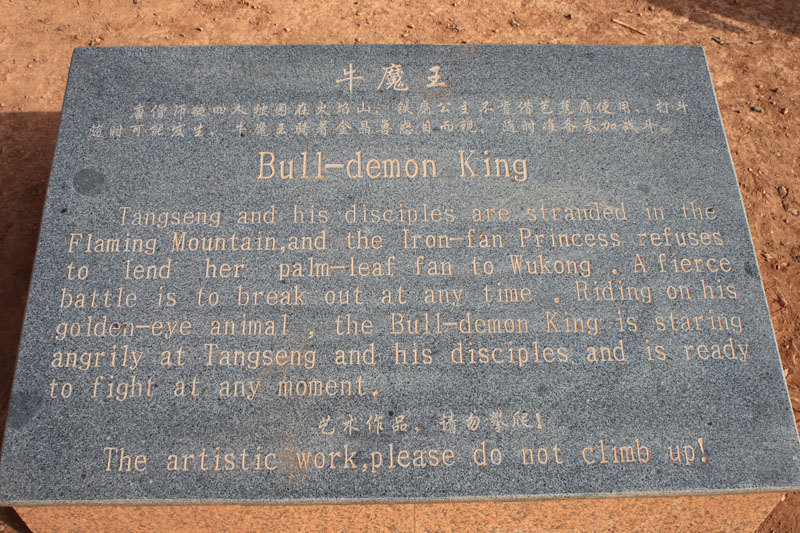 牛魔王
唐僧师徒四人被困在火焰山，铁扇公主不肯借芭蕉扇使用，打斗
随时可能发生，牛魔王骑着金晶兽怒目而视，随时准备参加战斗。
Bull-demon King
Tangseng and his disciples are stranded in the
Flaming Mountain,and the Iron-fan Princess refuses
to lend her palm-leaf fan to Wukong . A fierce
battle is to break out at any time . Riding on his
golden-eye animal , the Bull-demon King is staring
angrily at Tangseng and his disciples and is ready
to fight at any moment.
艺术作品，请勿攀爬！
The artistic work,please do not climb up!